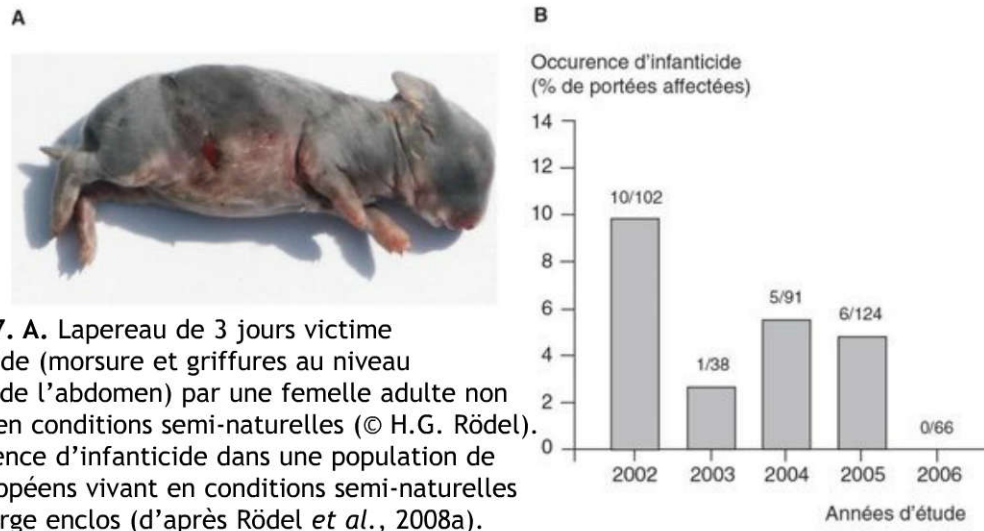 A
7. A. Lapereau de 3 jours victime
de (morsure et griffures au niveau
de l'abdomen) par une femelle adulte non
en conditions semi-naturelles (© H.G. Rödel).
ence d'infanticide dans une population de
opéens vivant en conditions semi-naturelles
rge enclos (d'après Rödel et al., 2008a).
B
Occurence d'infanticide
(% de portées affectées)
14
12
10
8
6
4
2
0
10/102
1/38
5/91
6/124
0/66
2002 2003 2004 2005 2006
Années d'étude